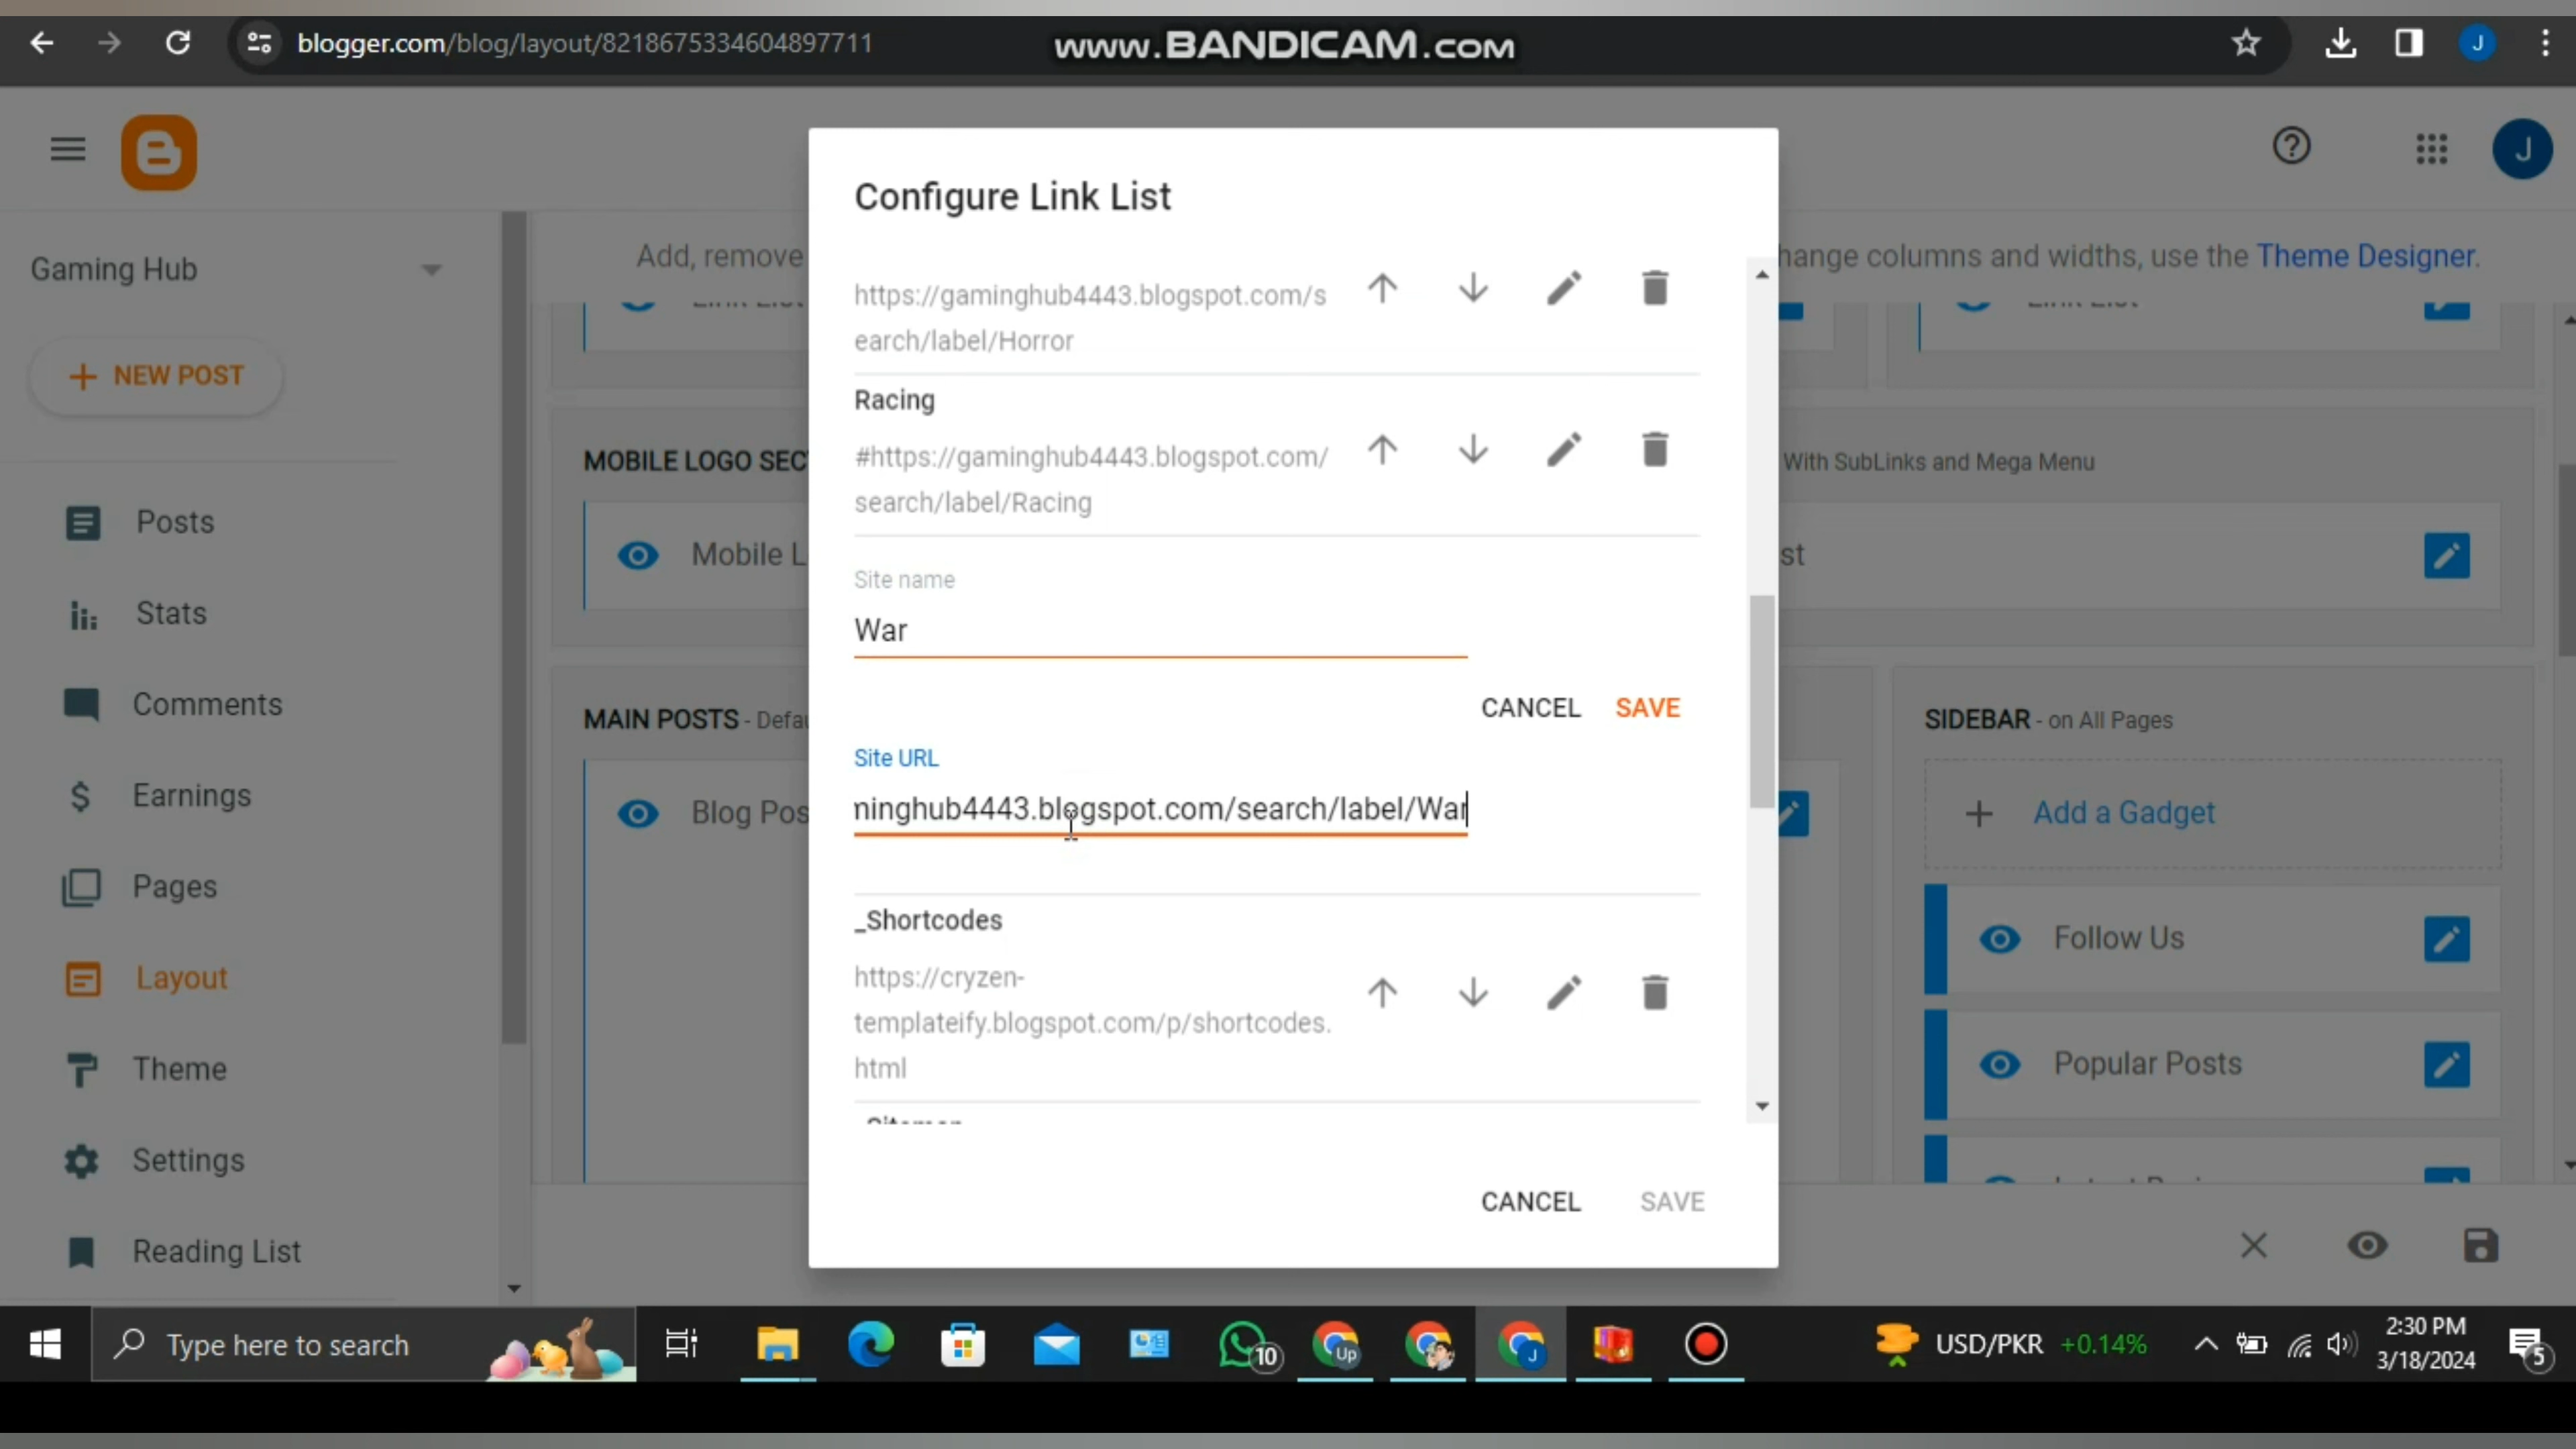 blogger.com/blog/layout/8218675334604897711
www.BANDICAM.com
J
J
Configure Link List
Gaming Hub
Add, remove
hange columns and widths, use the Theme Designer.
https://gaminghub4443.blogspot.com/s
earch/label/Horror
NEW POST
Racing
#https://gaminghub4443.blogspot.com/
search/label/Racing
MOBILE LOGO SEC
With SubLinks and Mega Menu
Posts
Mobile L
st
Site name
War
Stats
Comments
CANCEL SAVE
MAIN POSTS - Defau
SIDEBAR - on All Pages
Site URL
ninghub4443.blogspot.com/search/label/War
Earnings
Blog Pos
Add a Gadget
Pages
_Shortcodes
Follow Us
Layout
https://cryzen-
templateify.blogspot.com/p/shortcodes.
html
Theme
Popular Posts
Settings
CANCEL SAVE
Reading List
Type here to search
10
Up
J
USD/PKR +0.14%
2:30 PM
3/18/2024
5